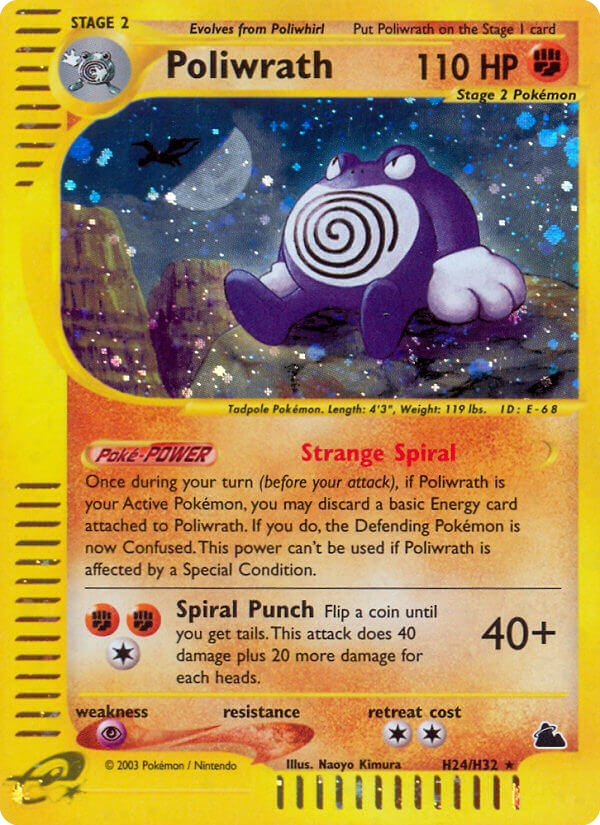 STAGE 2 Evolves from Poliwhirl Put Poliwrath on the Stage 1 card
Poliwrath 110 HP
Stage 2 Pokémon
Tadpole Pokémon. Length: 4'3", Weight: 119 lbs. ID: E-68
Poké-POWER Strange Spiral
Once during your turn (before your attack), if Poliwrath is
your Active Pokémon, you may discard a basic Energy card
attached to Poliwrath. If you do, the Defending Pokémon is
now Confused. This power can't be used if Poliwrath is
affected by a Special Condition.
Spiral Punch Flip a coin until
you get tails. This attack does 40
damage plus 20 more damage for
each heads.
40+
weakness resistance retreat cost
© 2003 Pokémon / Nintendo Illus. Naoyo Kimura H24/H32 ★